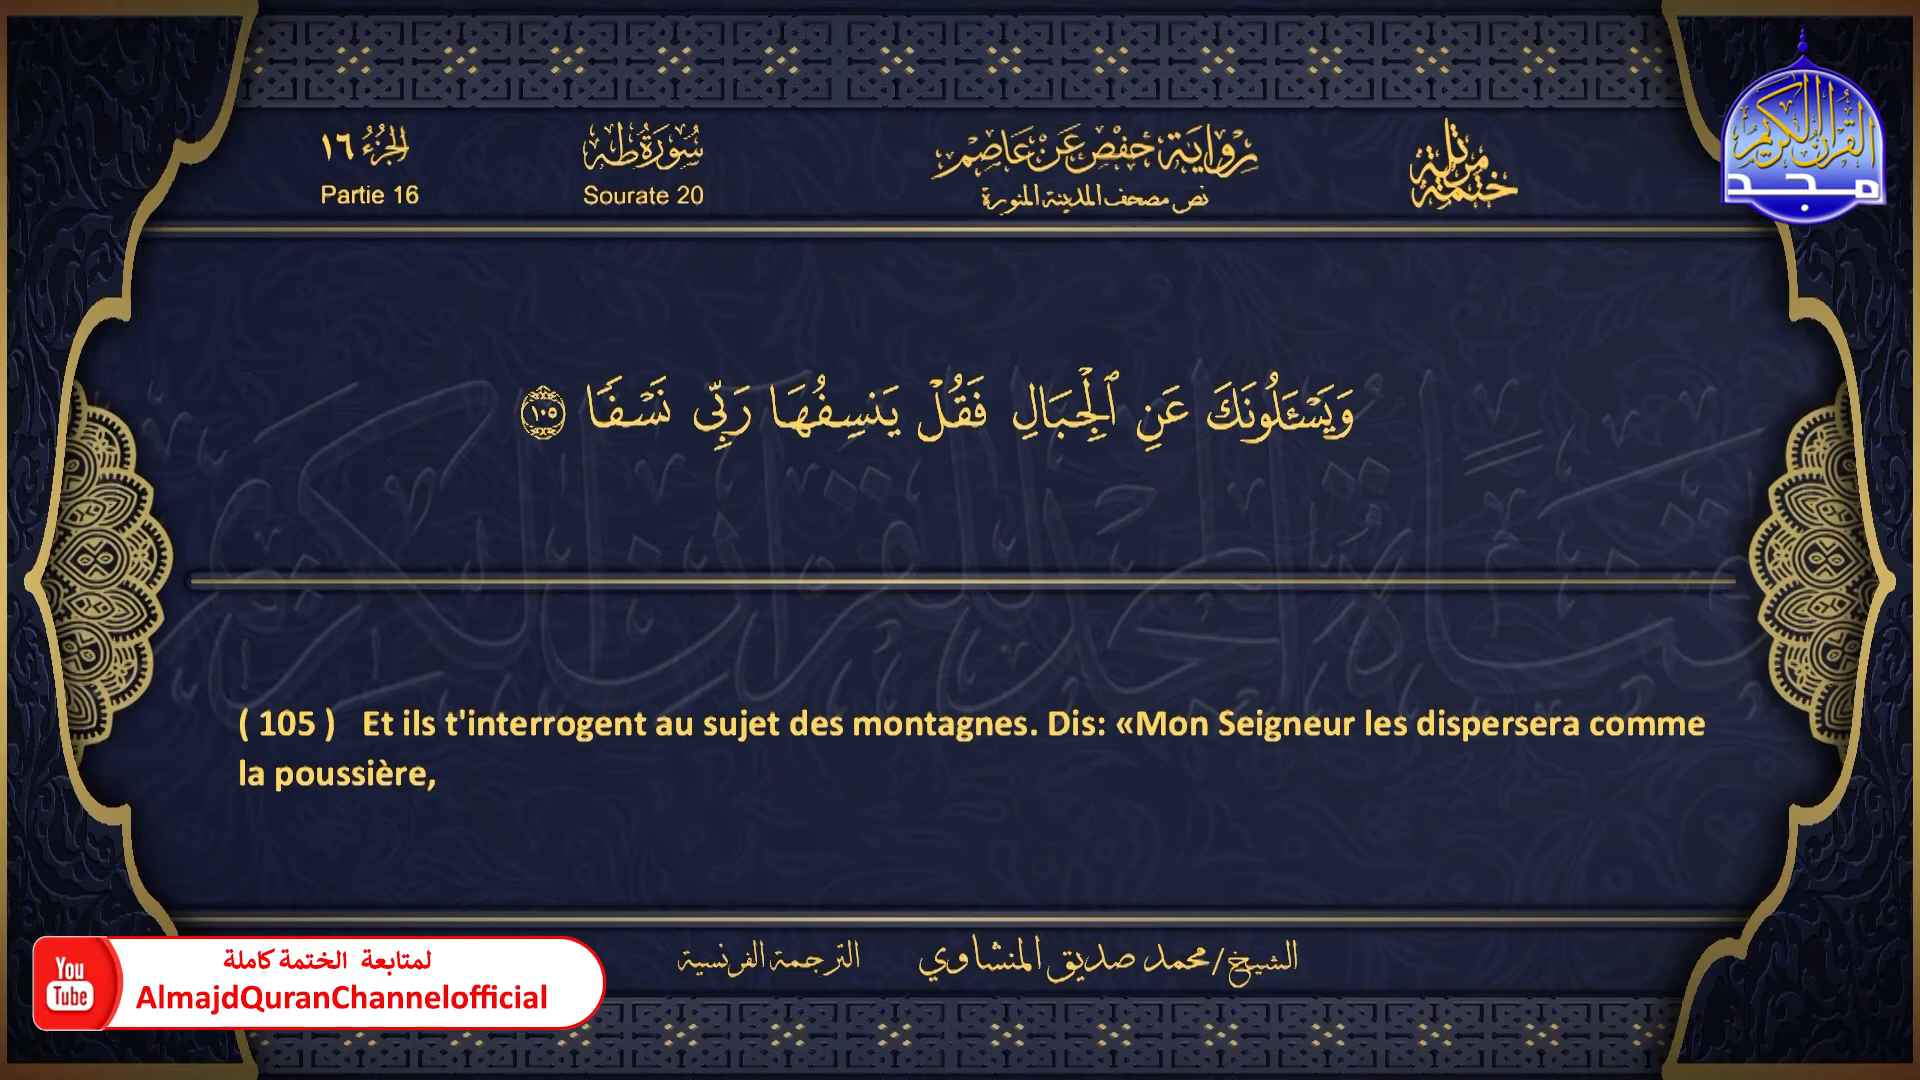 الجزء ١٦
Partie 16
سورة طه
Sourate 20
رواية: حفص عن عاصم
نص مصحف المدينة المنورة
ختمة مرتلة
القرآن الكريم
مجد
وَيَسْـَٔلُونَكَ عَنِ ٱلْجِبَالِ فَقُلْ يَنسِفُهَا رَبِّى نَسْفًا ١٠٥
( 105 ) Et ils t'interrogent au sujet des montagnes. Dis: «Mon Seigneur les dispersera comme
la poussière,
الشيخ/محمد صديق المنشاوي
الترجمة الفرنسية
You
Tube
لمتابعة الختمة كاملة
AlmajdQuranChannelofficial